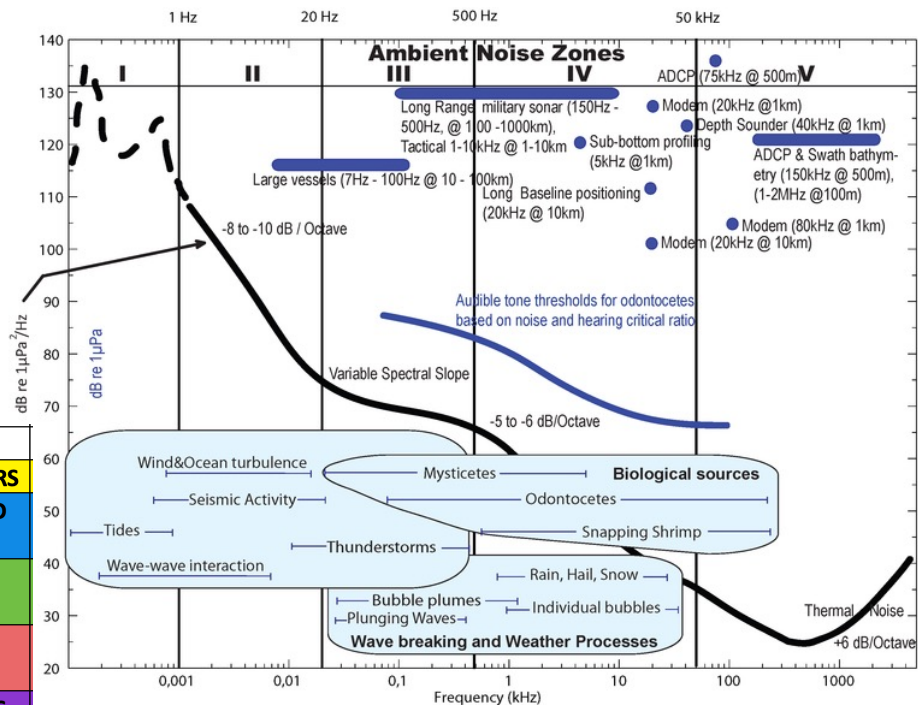 1 Hz
20 Hz
500 Hz
50 kHz
Ambient Noise Zones
I
II
III
IV
V
140
130
120
110
100
90
80
70
60
50
40
30
20
dB re 1µPa²/Hz
dB re 1µPa
ADCP (75kHz @ 500m)
Long Range military sonar (150Hz -
500Hz, @ 100 -1000km),
Tactical 1-10kHz @ 1-10km
Modem (20kHz @1km)
Depth Sounder (40kHz @ 1km)
Sub-bottom profiling
(5kHz @1km)
ADCP & Swath bathym-
etry (150kHz @ 500m),
(1-2MHz @100m)
Large vessels (7Hz - 100Hz @ 10 - 100km)
Long Baseline positioning
(20kHz @ 10km)
Modem (80kHz @ 1km)
Modem (20kHz @ 10km)
-8 to -10 dB / Octave
Audible tone thresholds for odontocetes
based on noise and hearing critical ratio
Variable Spectral Slope
-5 to -6 dB/Octave
Wind&Ocean turbulence
Seismic Activity
Tides
Thunderstorms
Wave-wave interaction
Mysticetes
Biological sources
Odontocetes
Snapping Shrimp
Rain, Hail, Snow
Bubble plumes
Individual bubbles
Plunging Waves
Wave breaking and Weather Processes
Thermal Noise
+6 dB/Octave
0,001
0,01
0,1
1
10
100
1000
Frequency (kHz)
RS